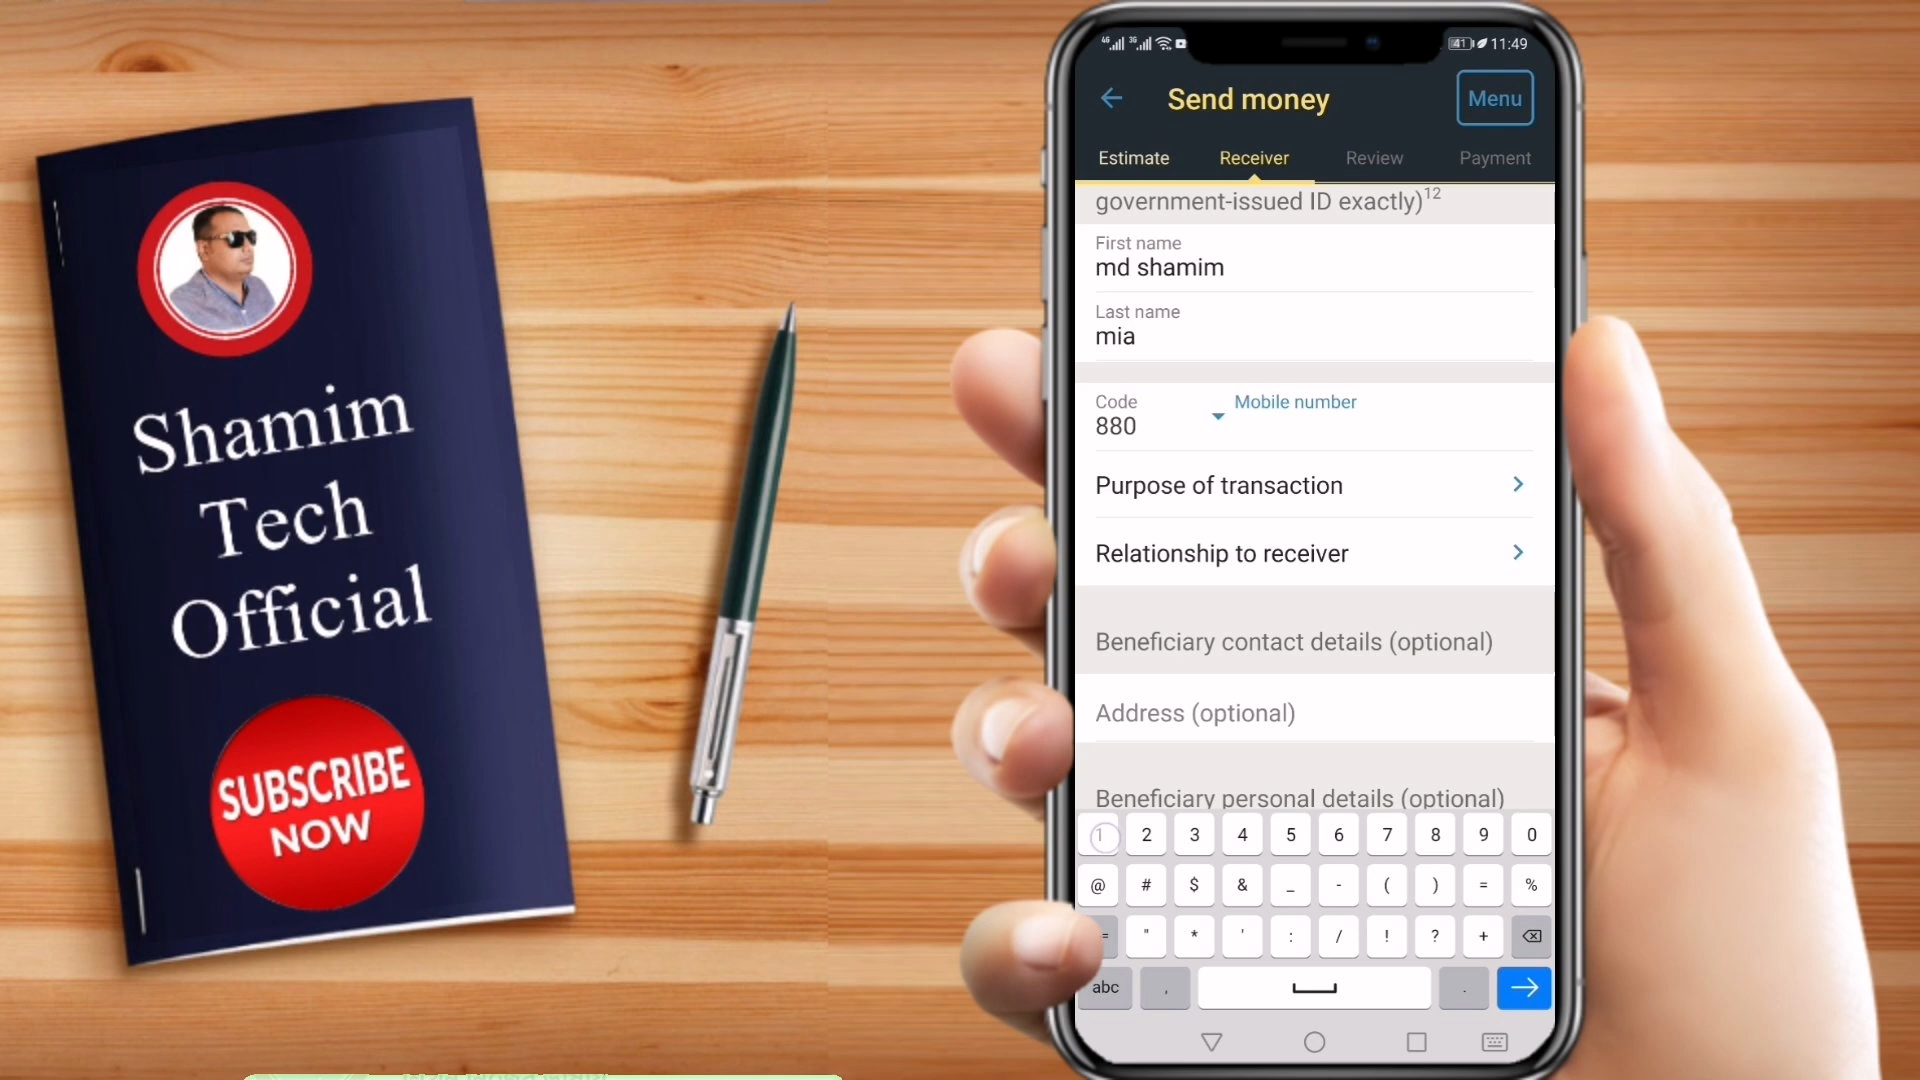 Shamim
Tech
Official
SUBSCRIBE
NOW
4G
3G
41
11:49
Send money
Menu
Estimate
Receiver
Review
Payment
government-issued ID exactly)12
First name
md shamim
Last name
mia
Code
Mobile number
880
Purpose of transaction
Relationship to receiver
Beneficiary contact details (optional)
Address (optional)
Beneficiary personal details (optional)
1 2 3 4 5 6 7 8 9 0
@ # $ & _ - ( ) = %
" * ' : / ! ? +
abc , .